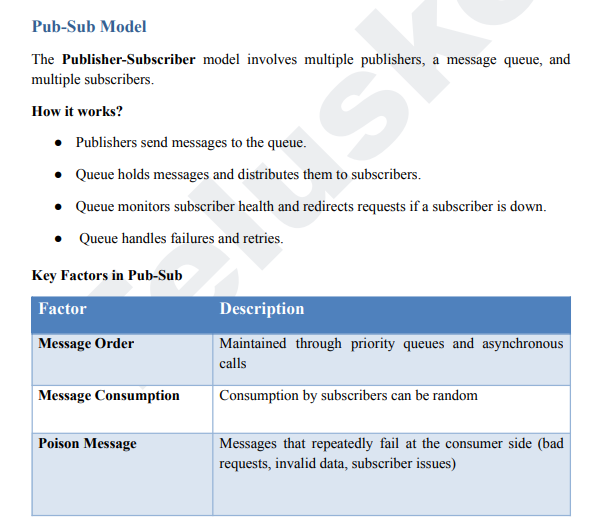 Pub-Sub Model
The Publisher-Subscriber model involves multiple publishers, a message queue, and
multiple subscribers.
How it works?
● Publishers send messages to the queue.
● Queue holds messages and distributes them to subscribers.
● Queue monitors subscriber health and redirects requests if a subscriber is down.
● Queue handles failures and retries.
Key Factors in Pub-Sub
Factor Description
Message Order Maintained through priority queues and asynchronous
calls
Message Consumption Consumption by subscribers can be random
Poison Message Messages that repeatedly fail at the consumer side (bad
requests, invalid data, subscriber issues)